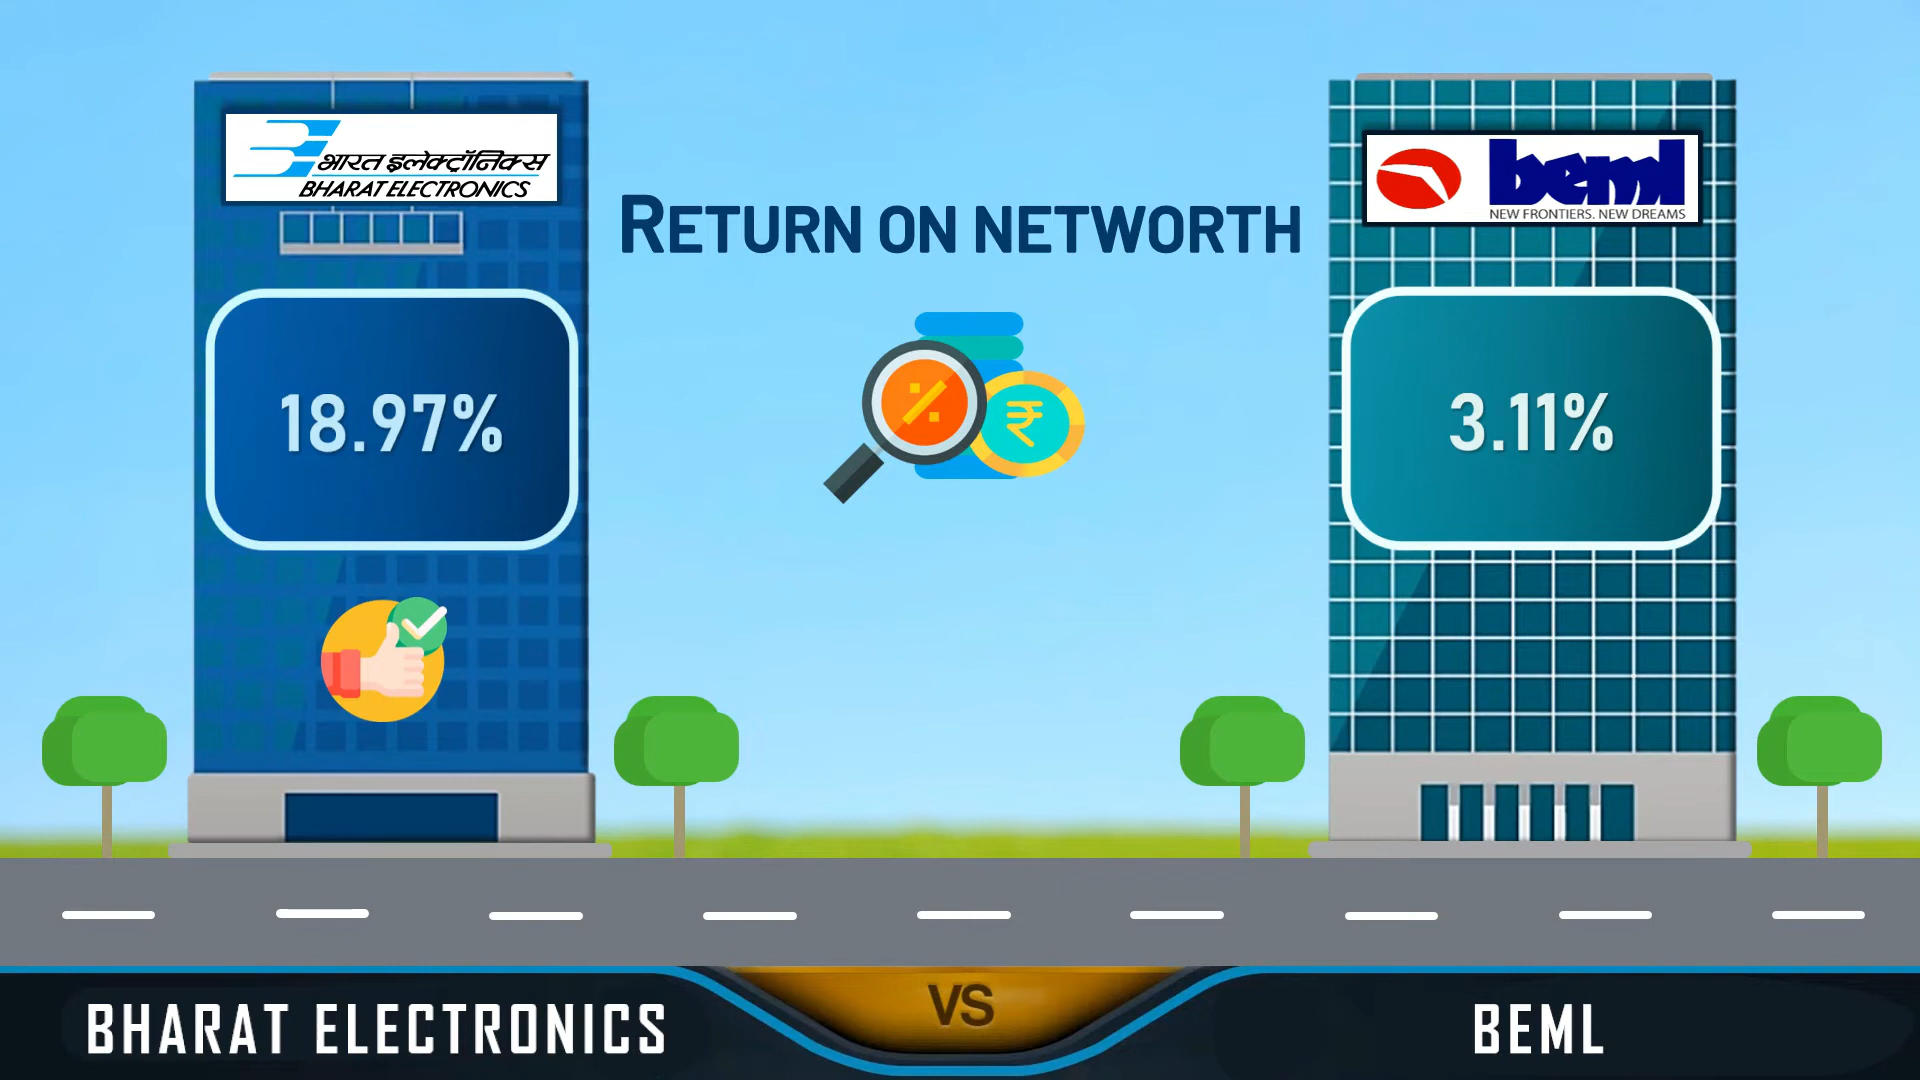 भारत इलेक्ट्रॉनिक्स
BHARAT ELECTRONICS
beml
NEW FRONTIERS. NEW DREAMS
RETURN ON NETWORTH
18.97%
3.11%
%
₹
BHARAT ELECTRONICS
VS
BEML